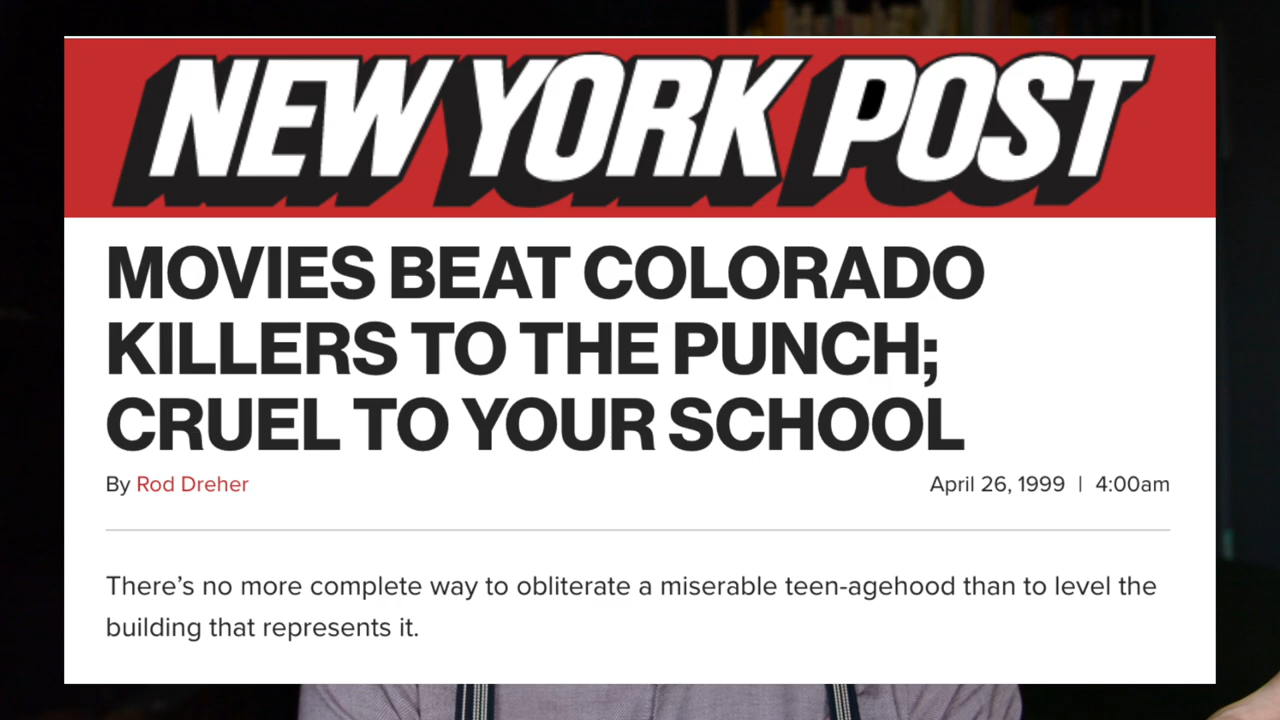 NEW YORK POST
MOVIES BEAT COLORADO
KILLERS TO THE PUNCH;
CRUEL TO YOUR SCHOOL
By Rod Dreher April 26, 1999 | 4:00am
There’s no more complete way to obliterate a miserable teen-agehood than to level the
building that represents it.